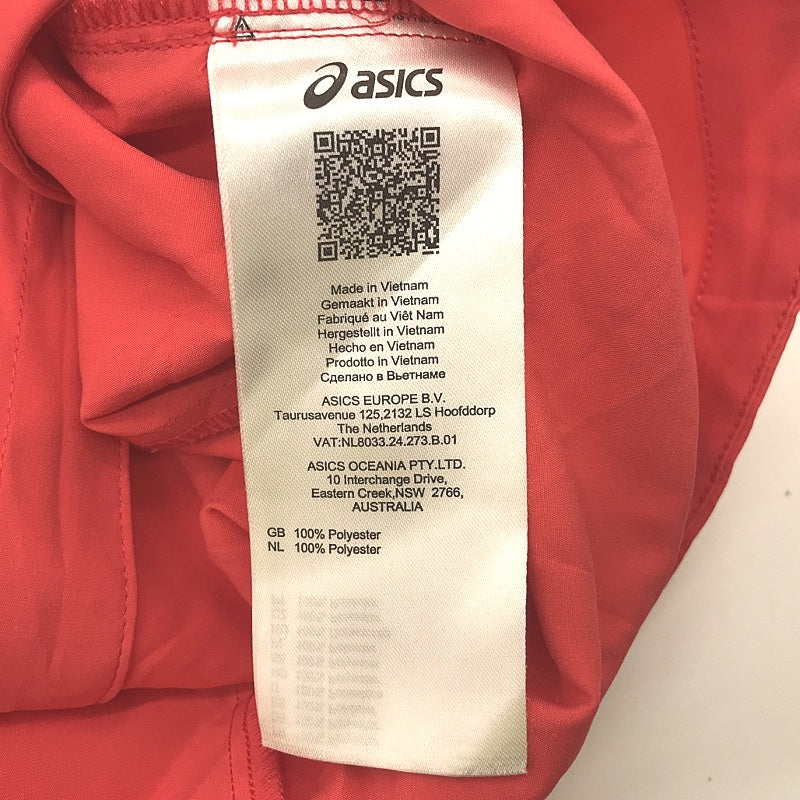 asics
Made in Vietnam
Gemaakt in Vietnam
Fabriqué au Viêt Nam
Hergestellt in Vietnam
Hecho en Vietnam
Prodotto in Vietnam
Сделано в Вьетнаме
ASICS EUROPE B.V.
Taurusavenue 125,2132 LS Hoofddorp
The Netherlands
VAT:NL8033.24.273.B.01
ASICS OCEANIA PTY.LTD.
10 Interchange Drive,
Eastern Creek,NSW 2766,
AUSTRALIA
GB 100% Polyester
NL 100% Polyester